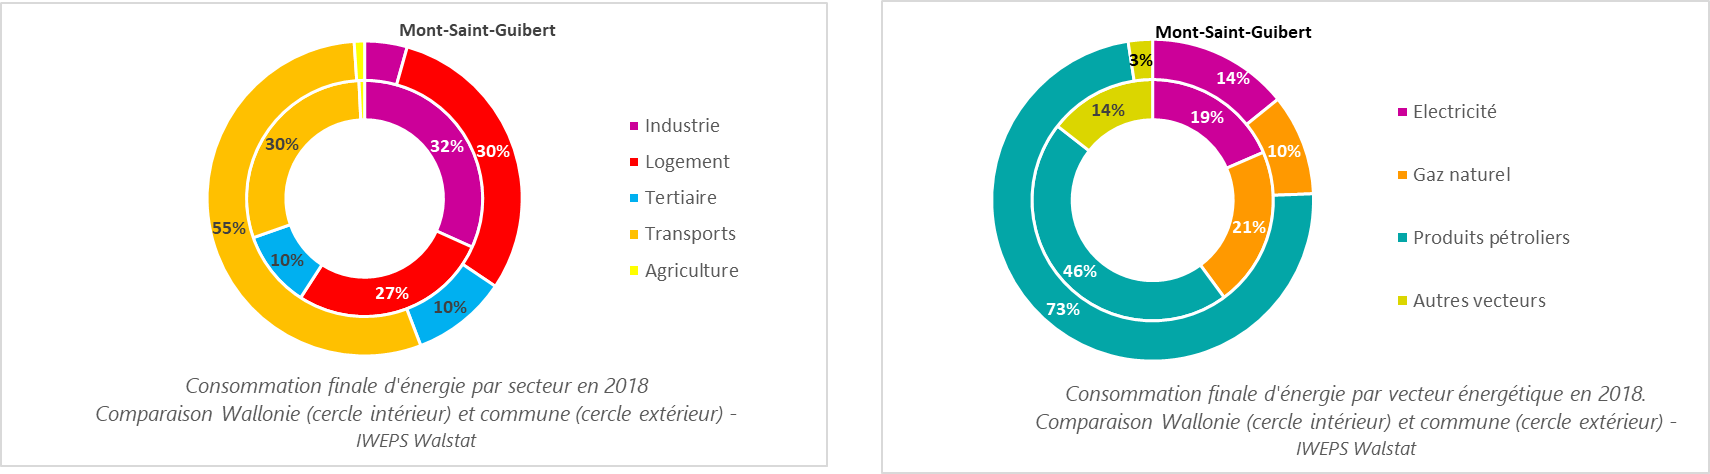 Mont-Saint-Guibert
32%
30%
27%
10%
10%
30%
55%
Industrie
Logement
Tertiaire
Transports
Agriculture
Consommation finale d'énergie par secteur en 2018
Comparaison Wallonie (cercle intérieur) et commune (cercle extérieur) -
IWEPS Walstat
Mont-Saint-Guibert
3%
14%
14%
19%
10%
21%
46%
73%
Electricité
Gaz naturel
Produits pétroliers
Autres vecteurs
Consommation finale d'énergie par vecteur énergétique en 2018.
Comparaison Wallonie (cercle intérieur) et commune (cercle extérieur) -
IWEPS Walstat